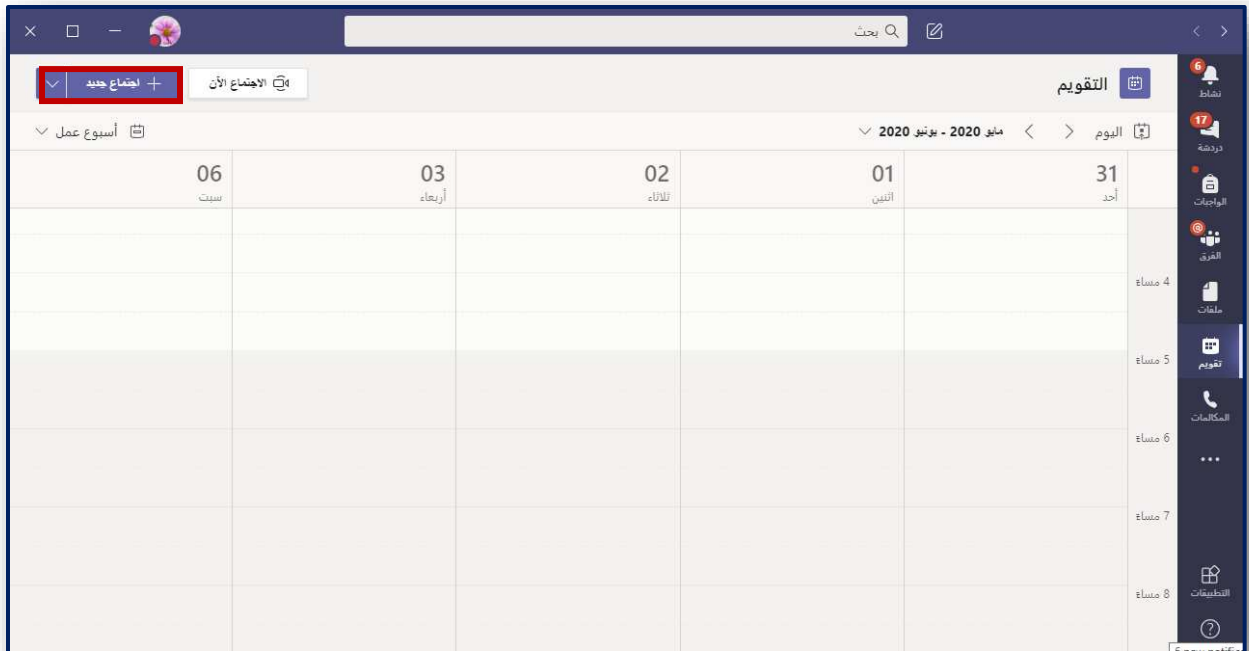 بحث
6
نشاط
17
دردشة
الواجبات
@
الفرق
ملفات
تقويم
المكالمات
التطبيقات
التقويم
الاجتماع الآن
+ اجتماع جديد
اليوم
مايو 2020 - يونيو 2020
أسبوع عمل
31 01 02 03 06
أحد اثنين ثلاثاء أربعاء سبت
4 مساءً
5 مساءً
6 مساءً
7 مساءً
8 مساءً